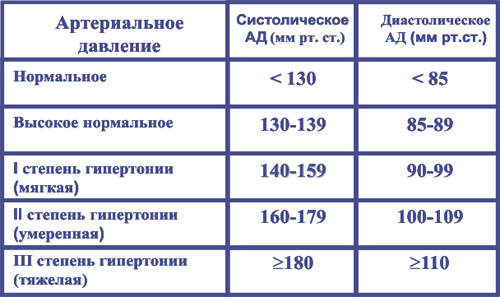 Артериальное давление
Систолическое АД (мм рт. ст.)
Диастолическое АД (мм рт.ст.)
Нормальное
< 130
< 85
Высокое нормальное
130-139
85-89
I степень гипертонии (мягкая)
140-159
90-99
II степень гипертонии (умеренная)
160-179
100-109
III степень гипертонии (тяжелая)
≥180
≥110